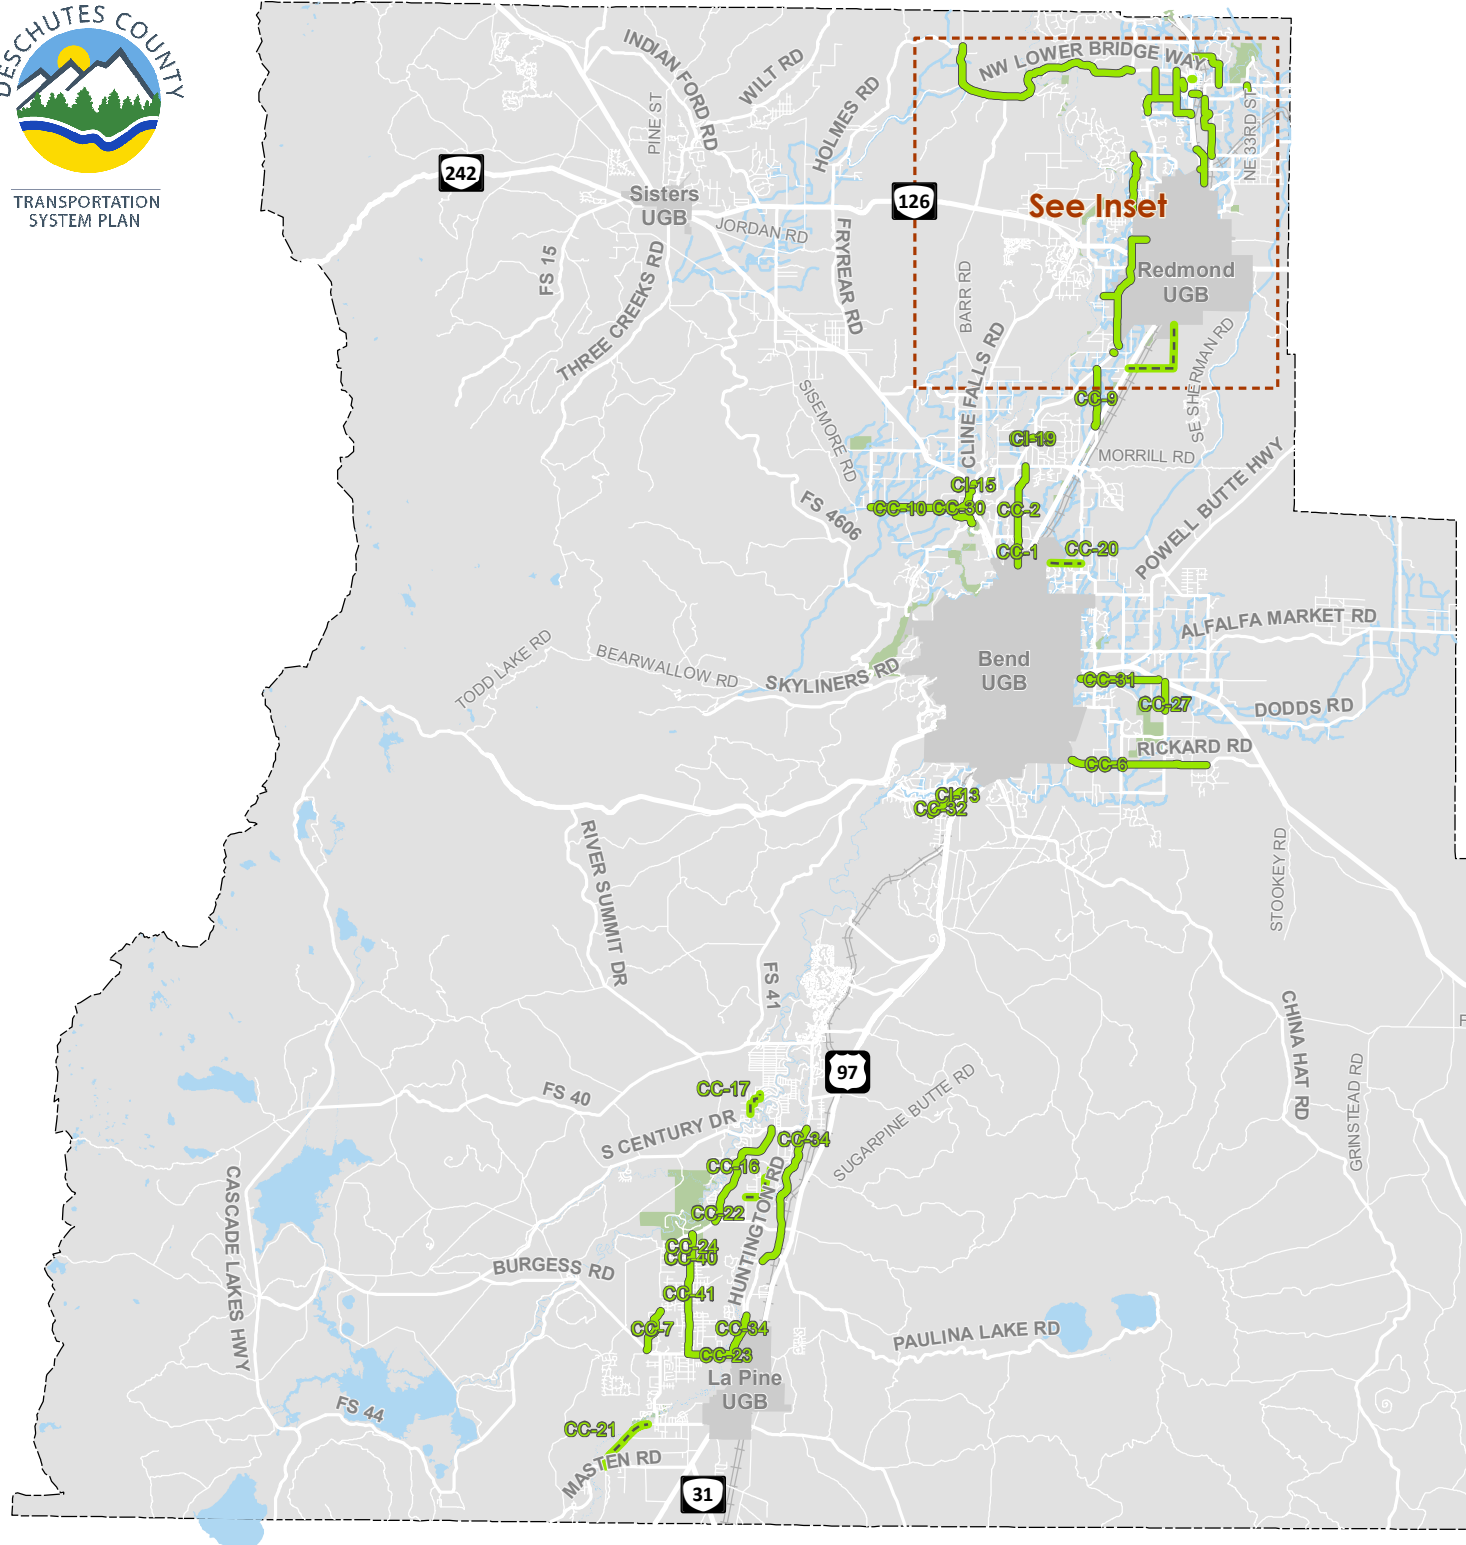 DESCHUTES COUNTY
TRANSPORTATION
SYSTEM PLAN
NW LOWER BRIDGE WAY
INDIAN FORD RD
WILT RD
HOLMES RD
PINE ST
NE 33RD ST
242
126
Sisters
UGB
See Inset
JORDAN RD
FRYREAR RD
FS 15
THREE CREEKS RD
BARR RD
Redmond
UGB
CLINE FALLS RD
SE SHERMAN RD
SISEMORE RD
CC-9
CI-19
MORRILL RD
POWELL BUTTE HWY
CI-15
CC-10
CC-30
CC-2
FS 4606
CC-1
CC-20
ALFALFA MARKET RD
TODD LAKE RD
BEARWALLOW RD
SKYLINERS RD
Bend
UGB
CC-31
CC-27
DODDS RD
RICKARD RD
CC-6
CI-13
CC-32
RIVER SUMMIT DR
STOOKEY RD
FS 41
CHINA HAT RD
F
97
GRINSTEAD RD
FS 40
CC-17
S CENTURY DR
SUGARPINE BUTTE RD
CC-34
CC-16
CASCADE LAKES HWY
CC-22
HUNTINGTON RD
CC-24
CC-40
BURGESS RD
CC-41
CC-7
CC-34
PAULINA LAKE RD
CC-23
La Pine
UGB
FS 44
CC-21
MASTEN RD
31